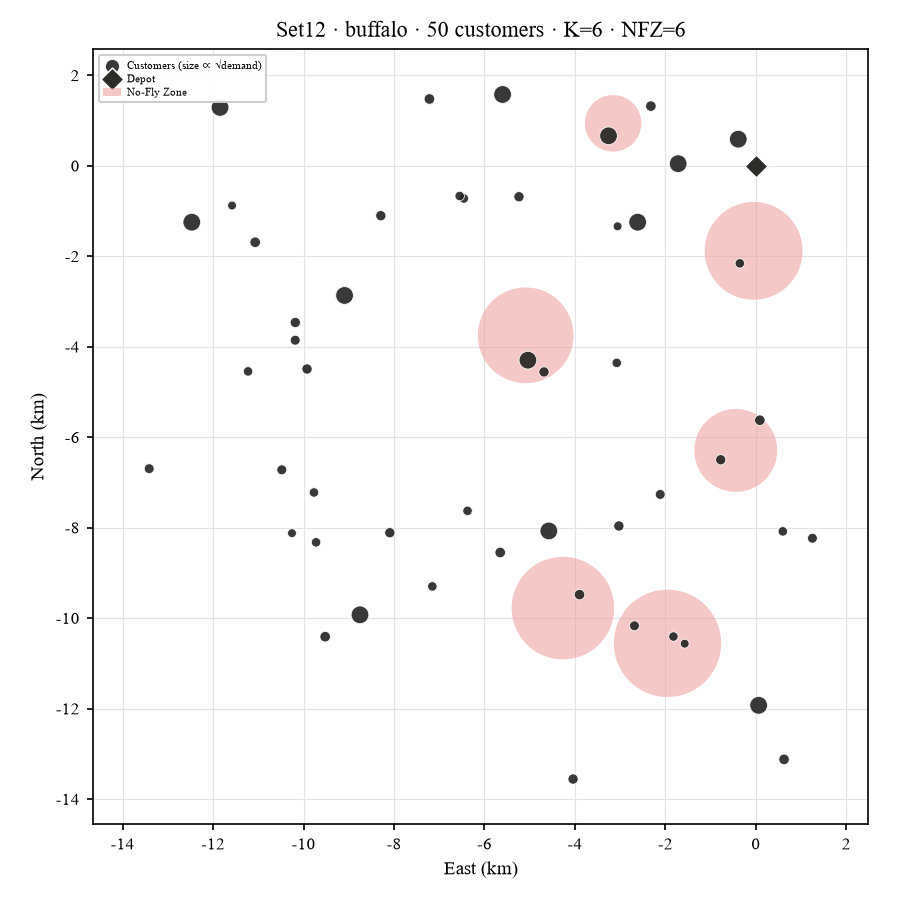 Set12 · buffalo · 50 customers · K=6 · NFZ=6
Customers (size ∝ √demand)
Depot
No-Fly Zone
2
0
-2
-4
-6
-8
-10
-12
-14
North (km)
-14 -12 -10 -8 -6 -4 -2 0 2
East (km)